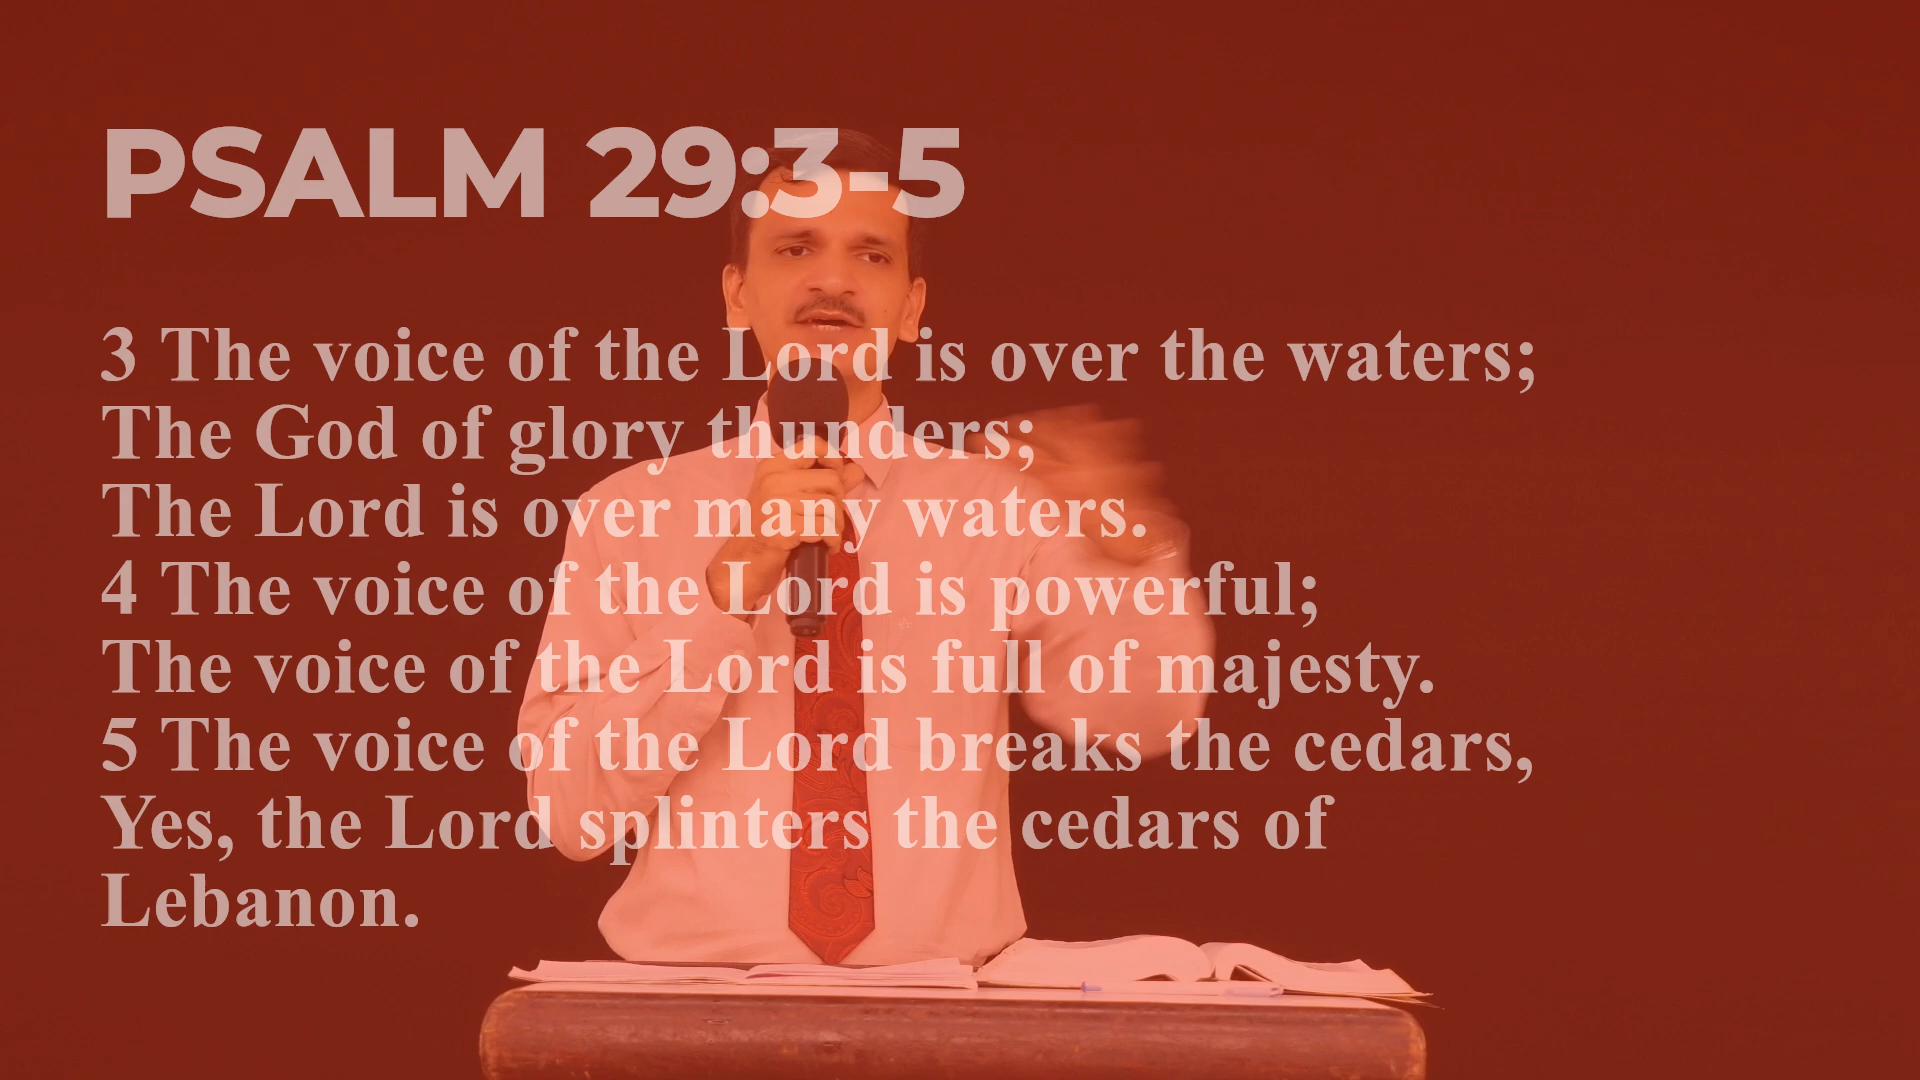 PSALM 29:3-5
3 The voice of the Lord is over the waters;
The God of glory thunders;
The Lord is over many waters.
4 The voice of the Lord is powerful;
The voice of the Lord is full of majesty.
5 The voice of the Lord breaks the cedars,
Yes, the Lord splinters the cedars of
Lebanon.